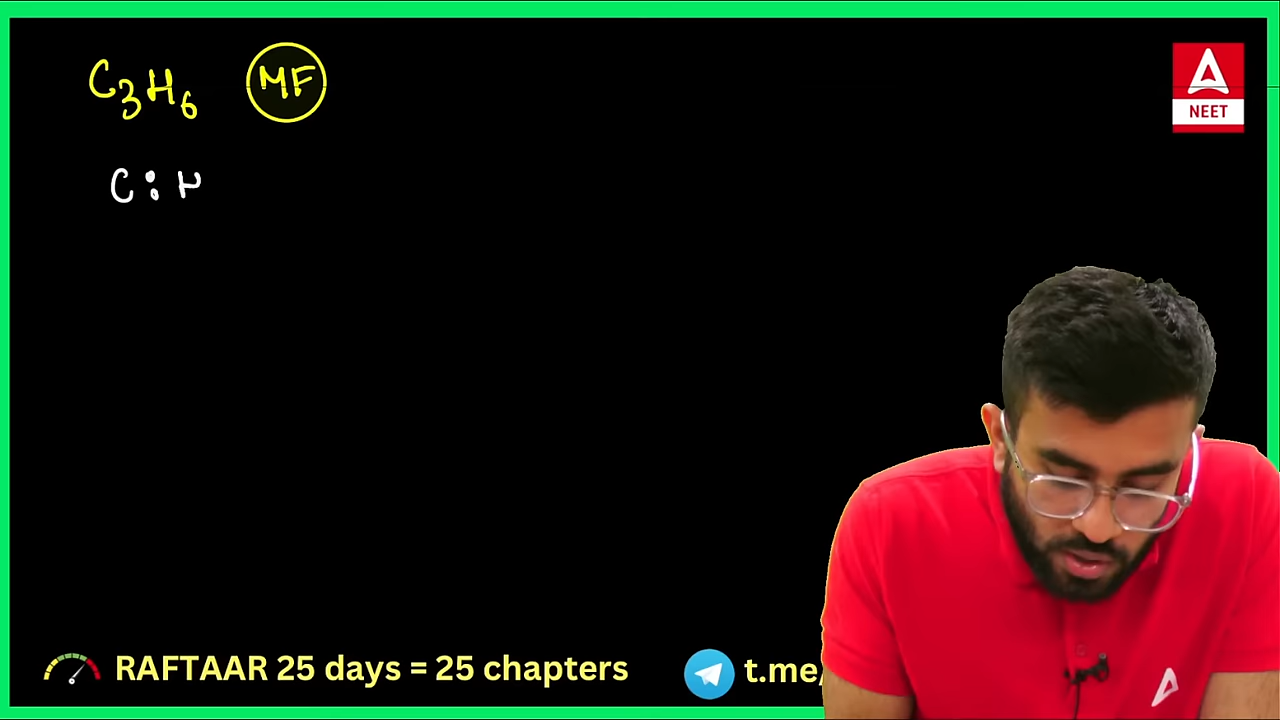 C3H6 MF
C : H
NEET
RAFTAAR 25 days = 25 chapters
t.me/